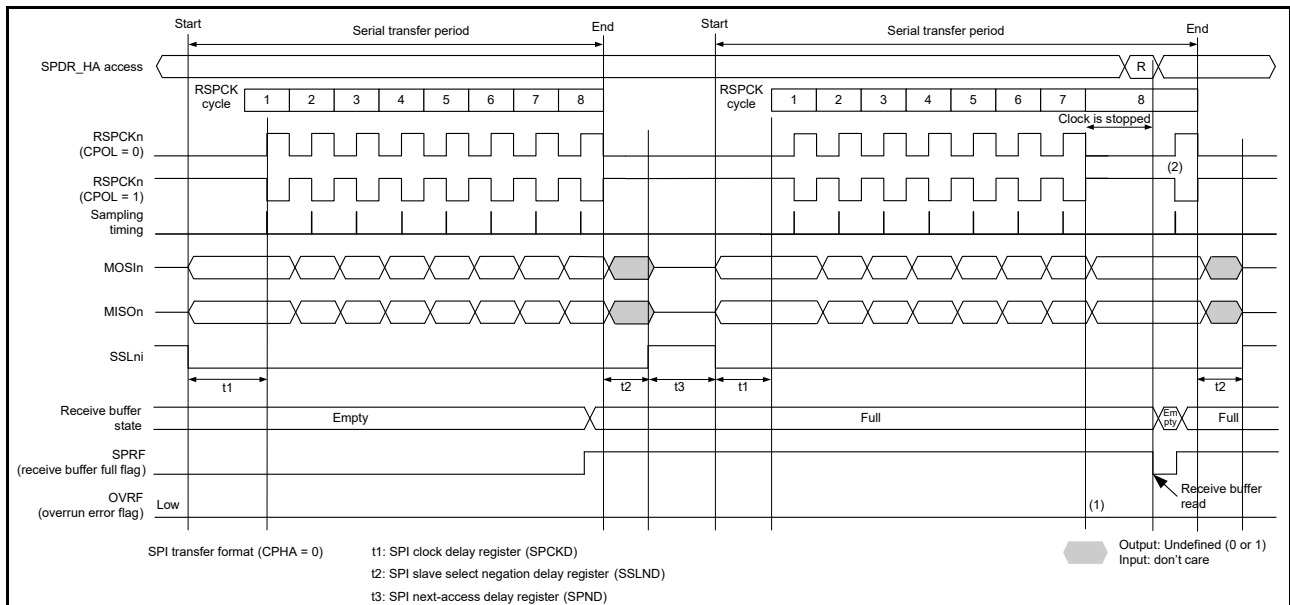 Start
End
Start
End
Serial transfer period
Serial transfer period
SPDR_HA access
R
RSPCK
cycle
1 2 3 4 5 6 7 8
RSPCK
cycle
1 2 3 4 5 6 7 8
Clock is stopped
RSPCKn
(CPOL = 0)
(2)
RSPCKn
(CPOL = 1)
Sampling
timing
MOSIn
MISOn
SSLni
t1
t2
t3
t1
t2
Receive buffer
state
Empty
Full
Em
pty
Full
SPRF
(receive buffer full flag)
Receive buffer
read
OVRF
(overrun error flag)
Low
(1)
SPI transfer format (CPHA = 0)
t1: SPI clock delay register (SPCKD)
t2: SPI slave select negation delay register (SSLND)
t3: SPI next-access delay register (SPND)
Output: Undefined (0 or 1)
Input: don't care